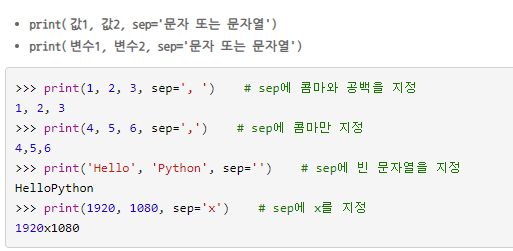 • print(값1, 값2, sep='문자 또는 문자열')
• print(변수1, 변수2, sep='문자 또는 문자열')
>>> print(1, 2, 3, sep=', ')    # sep에 콤마와 공백을 지정
1, 2, 3
>>> print(4, 5, 6, sep=',')    # sep에 콤마만 지정
4,5,6
>>> print('Hello', 'Python', sep='')    # sep에 빈 문자열을 지정
HelloPython
>>> print(1920, 1080, sep='x')    # sep에 x를 지정
1920x1080